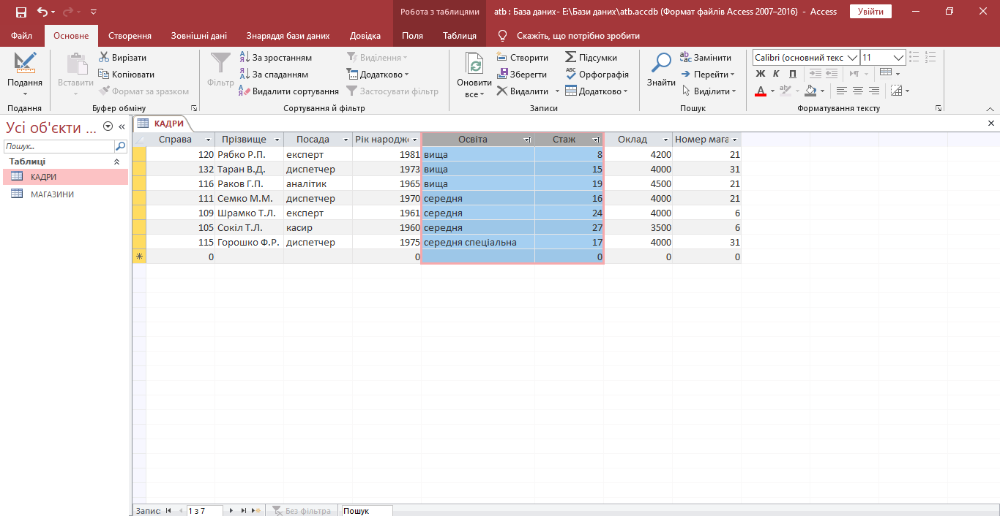 Робота з таблицями
atb : База даних- E:\Бази даних\atb.accdb (Формат файлів Access 2007–2016) - Access
Увійти
Файл Основне Створення Зовнішні дані Знаряддя бази даних Довідка Поля Таблиця Скажіть, що потрібно зробити
Подання
Вставити
Вирізати
Копіювати
Формат за зразком
Фільтр
За зростанням
За спаданням
Видалити сортування
Виділення
Додатково
Застосувати фільтр
Оновити все
Створити
Зберегти
Видалити
Підсумки
Орфографія
Додатково
Знайти
Замінити
Перейти
Виділити
Calibri (основний текс 11
Ж К П
Подання Буфер обміну Сортування й фільтр Записи Пошук Форматування тексту
Усі об'єкти ...
Пошук...
Таблиці
КАДРИ
МАГАЗИНИ
КАДРИ
Справа Прізвище Посада Рік народже Освіта Стаж Оклад Номер мага
120 Рябко Р.П. експерт 1981 вища 8 4200 21
132 Таран В.Д. диспетчер 1973 вища 15 4000 31
116 Раков Г.П. аналітик 1965 вища 19 4500 21
111 Семко М.М. диспетчер 1970 середня 16 4000 21
109 Шрамко Т.Л. експерт 1961 середня 24 4000 6
105 Сокіл Т.Л. касир 1960 середня 27 3500 6
115 Горошко Ф.Р. диспетчер 1975 середня спеціальна 17 4000 31
0 0 0 0 0
Запис: 1 з 7 Без фільтра Пошук